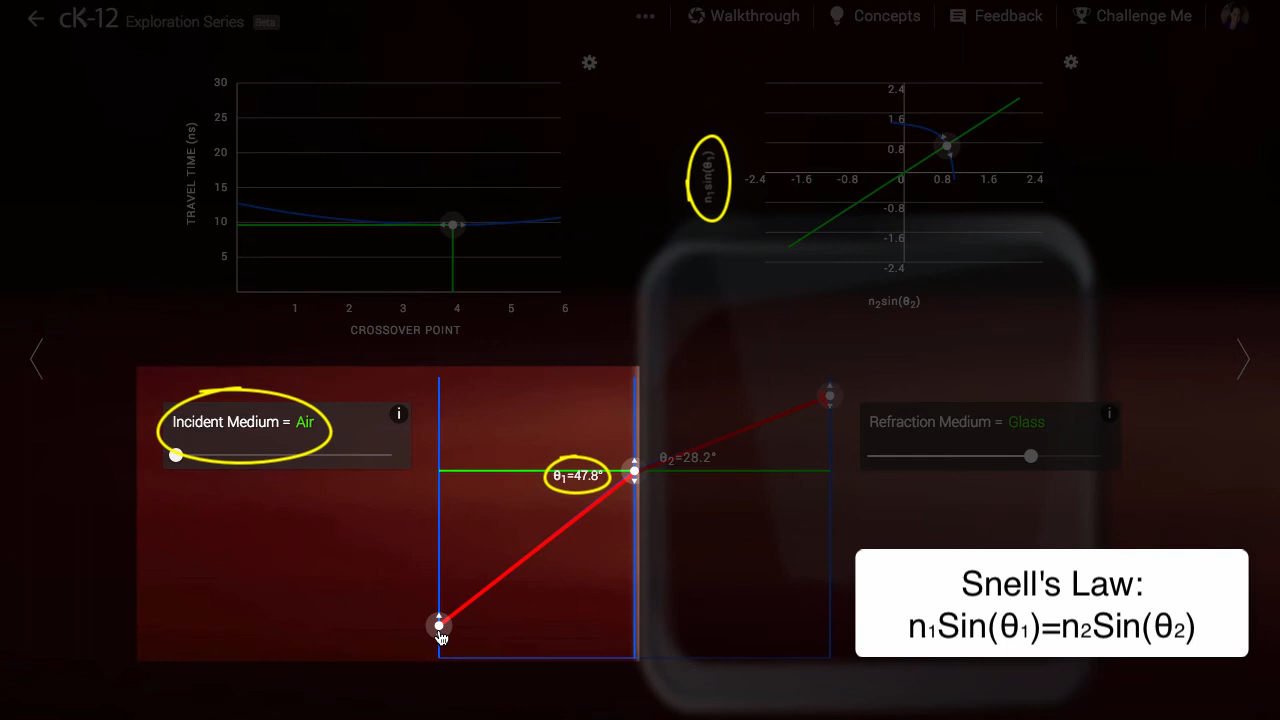 cK-12 Exploration Series Beta
Walkthrough
Concepts
Feedback
Challenge Me
30
25
20
15
10
5
TRAVEL TIME (ns)
1 2 3 4 5 6
CROSSOVER POINT
n₁sin(θ₁)
2.4
1.6
0.8
-2.4 -1.6 -0.8 0 0.8 1.6 2.4
-0.8
-1.6
-2.4
n₂sin(θ₂)
Incident Medium = Air
i
θ₁=47.8°
θ₂=28.2°
Refraction Medium = Glass
i
Snell's Law:
n₁Sin(θ₁)=n₂Sin(θ₂)